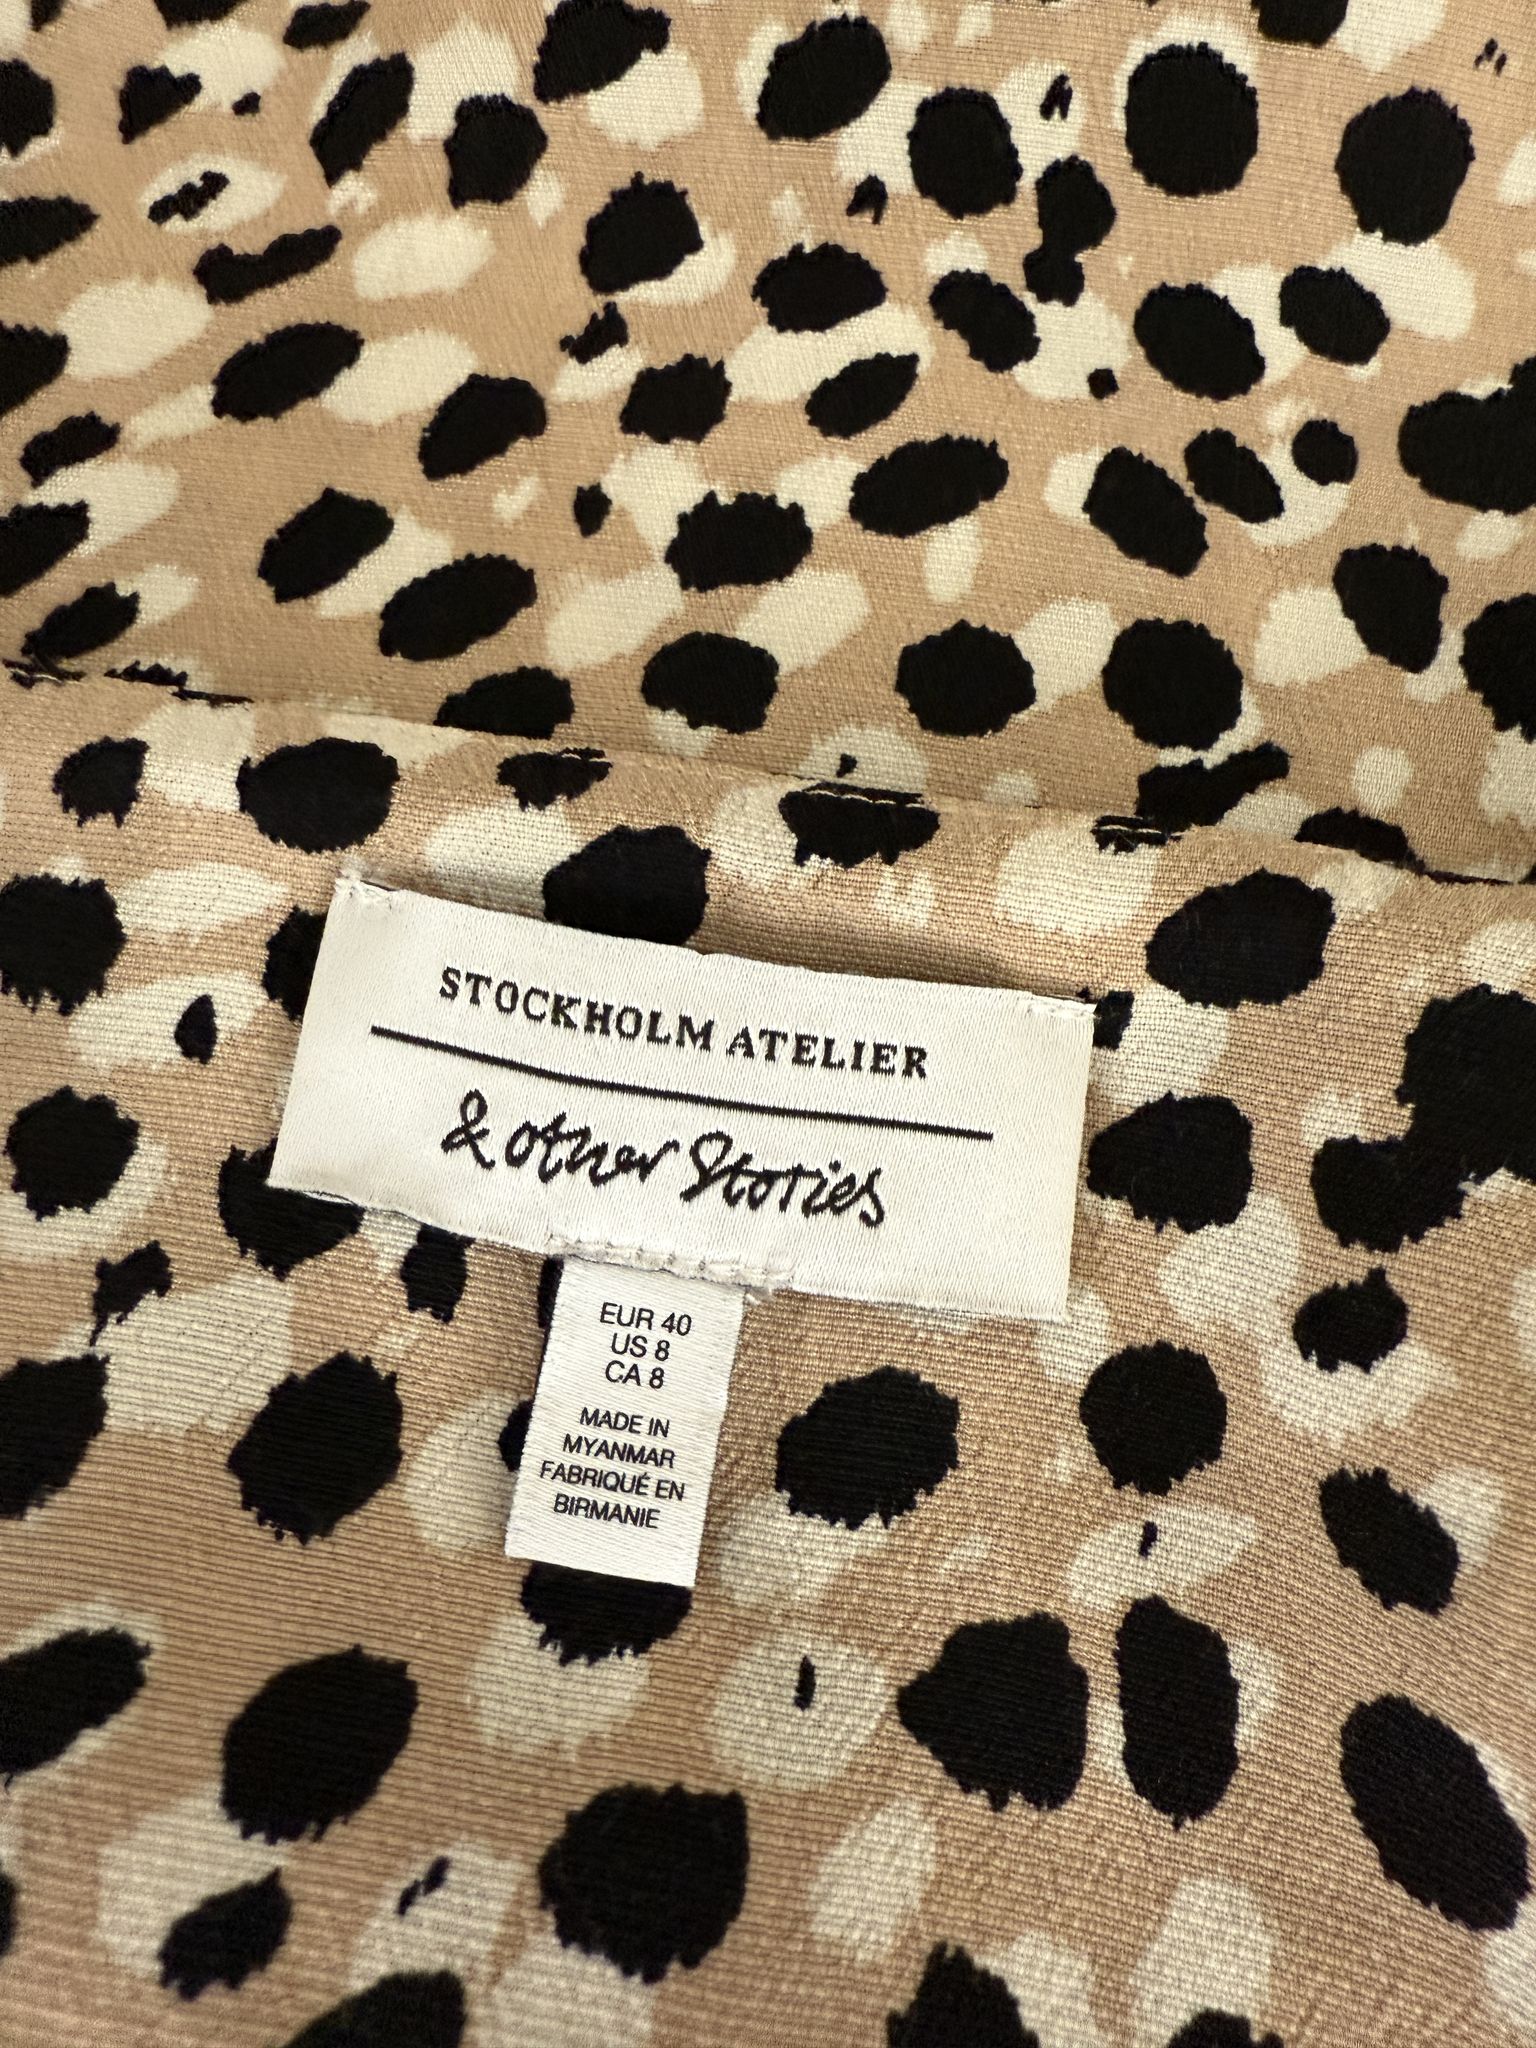 STOCKHOLM ATELIER
& other Stories
EUR 40
US 8
CA 8
MADE IN
MYANMAR
FABRIQUÉ EN
BIRMANIE